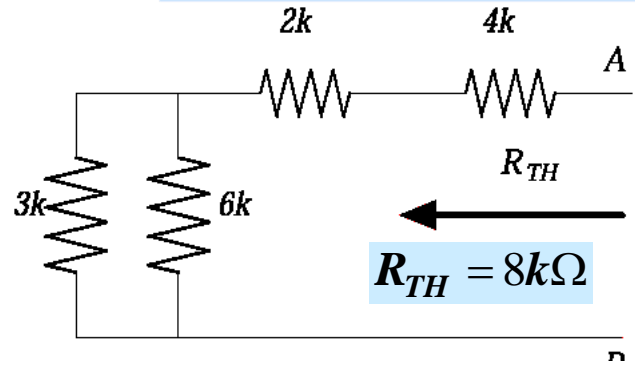 2k 4k
A
R_TH
3k 6k
R_TH = 8kΩ